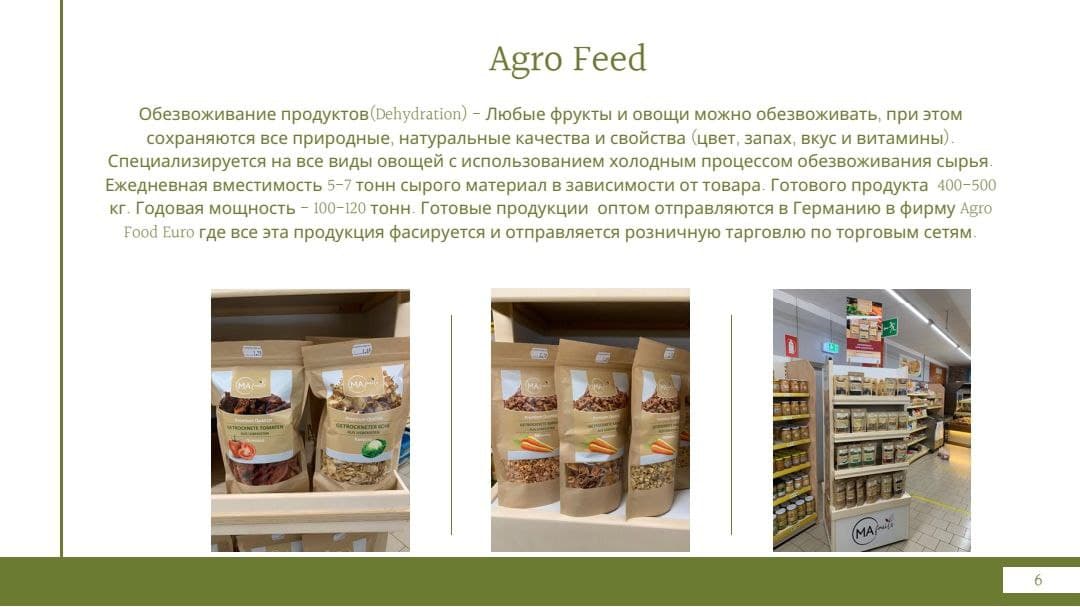 Agro Feed
Обезвоживание продуктов(Dehydration) – Любые фрукты и овощи можно обезвоживать, при этом
сохраняются все природные, натуральные качества и свойства (цвет, запах, вкус и витамины).
Специализируется на все виды овощей с использованием холодным процессом обезвоживания сырья.
Ежедневная вместимость 5–7 тонн сырого материал в зависимости от товара. Готового продукта 400–500
кг. Годовая мощность – 100–120 тонн. Готовые продукции оптом отправляются в Германию в фирму Agro
Food Euro где все эта продукция фасируется и отправляется розничную тарговлю по торговым сетям.
MA
MA
GETROCKNETE TOMATEN
MA
MA
MA
MA fruits
6